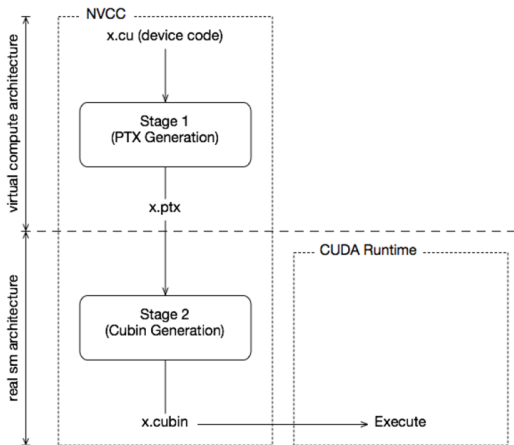 NVCC
x.cu (device code)
virtual compute architecture
Stage 1
(PTX Generation)
x.ptx
CUDA Runtime
real sm architecture
Stage 2
(Cubin Generation)
x.cubin
Execute